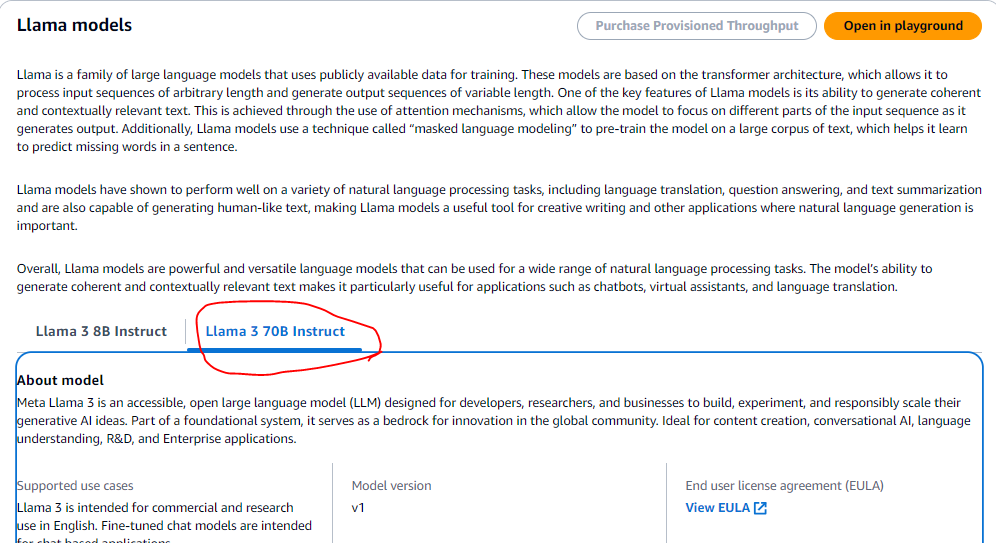 Llama models
Purchase Provisioned Throughput
Open in playground
Llama is a family of large language models that uses publicly available data for training. These models are based on the transformer architecture, which allows it to
process input sequences of arbitrary length and generate output sequences of variable length. One of the key features of Llama models is its ability to generate coherent
and contextually relevant text. This is achieved through the use of attention mechanisms, which allow the model to focus on different parts of the input sequence as it
generates output. Additionally, Llama models use a technique called “masked language modeling” to pre-train the model on a large corpus of text, which helps it learn
to predict missing words in a sentence.
Llama models have shown to perform well on a variety of natural language processing tasks, including language translation, question answering, and text summarization
and are also capable of generating human-like text, making Llama models a useful tool for creative writing and other applications where natural language generation is
important.
Overall, Llama models are powerful and versatile language models that can be used for a wide range of natural language processing tasks. The model’s ability to
generate coherent and contextually relevant text makes it particularly useful for applications such as chatbots, virtual assistants, and language translation.
Llama 3 8B Instruct
Llama 3 70B Instruct
About model
Meta Llama 3 is an accessible, open large language model (LLM) designed for developers, researchers, and businesses to build, experiment, and responsibly scale their
generative AI ideas. Part of a foundational system, it serves as a bedrock for innovation in the global community. Ideal for content creation, conversational AI, language
understanding, R&D, and Enterprise applications.
Supported use cases
Llama 3 is intended for commercial and research
use in English. Fine-tuned chat models are intended
for chat based applications.
Model version
v1
End user license agreement (EULA)
View EULA